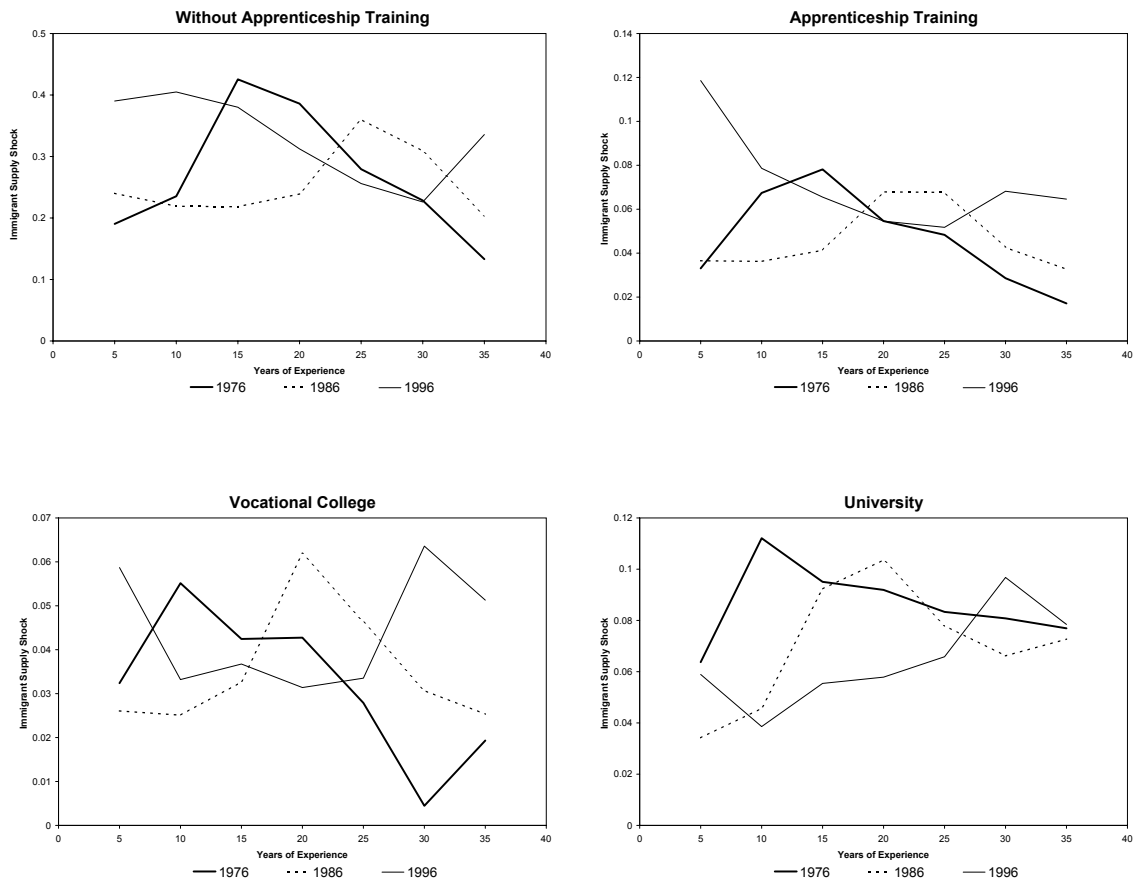 Without Apprenticeship Training
0.5
0.4
0.3
0.2
0.1
0
Immigrant Supply Shock
0 5 10 15 20 25 30 35 40
Years of Experience
1976 1986 1996
Apprenticeship Training
0.14
0.12
0.1
0.08
0.06
0.04
0.02
0
Immigrant Supply Shock
0 5 10 15 20 25 30 35 40
Years of Experience
1976 1986 1996
Vocational College
0.07
0.06
0.05
0.04
0.03
0.02
0.01
0
Immigrant Supply Shock
0 5 10 15 20 25 30 35 40
Years of Experience
1976 1986 1996
University
0.12
0.1
0.08
0.06
0.04
0.02
0
Immigrant Supply Shock
0 5 10 15 20 25 30 35 40
Years of Experience
1976 1986 1996